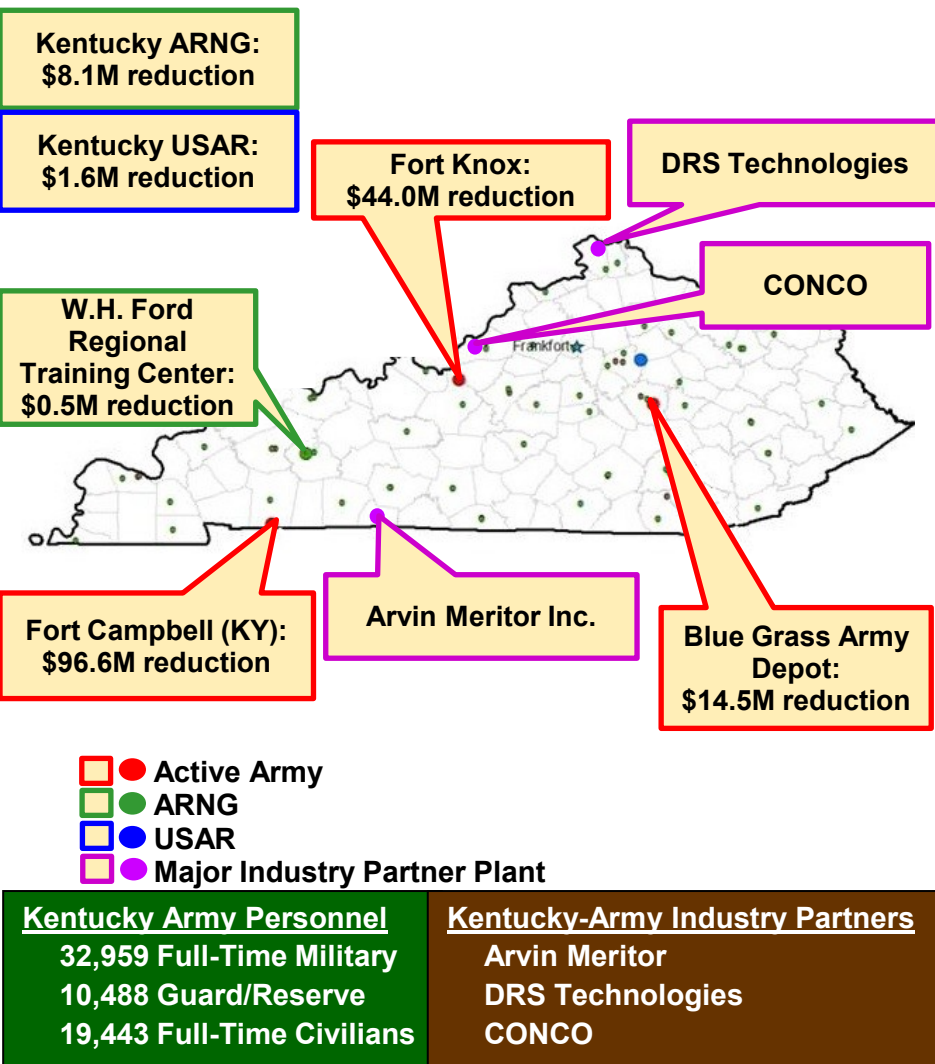 Kentucky ARNG:
$8.1M reduction
Kentucky USAR:
$1.6M reduction
Fort Knox:
$44.0M reduction
DRS Technologies
CONCO
W.H. Ford
Regional
Training Center:
$0.5M reduction
Frankfort
Fort Campbell (KY):
$96.6M reduction
Arvin Meritor Inc.
Blue Grass Army
Depot:
$14.5M reduction
Active Army
ARNG
USAR
Major Industry Partner Plant
Kentucky Army Personnel
32,959 Full-Time Military
10,488 Guard/Reserve
19,443 Full-Time Civilians
Kentucky-Army Industry Partners
Arvin Meritor
DRS Technologies
CONCO